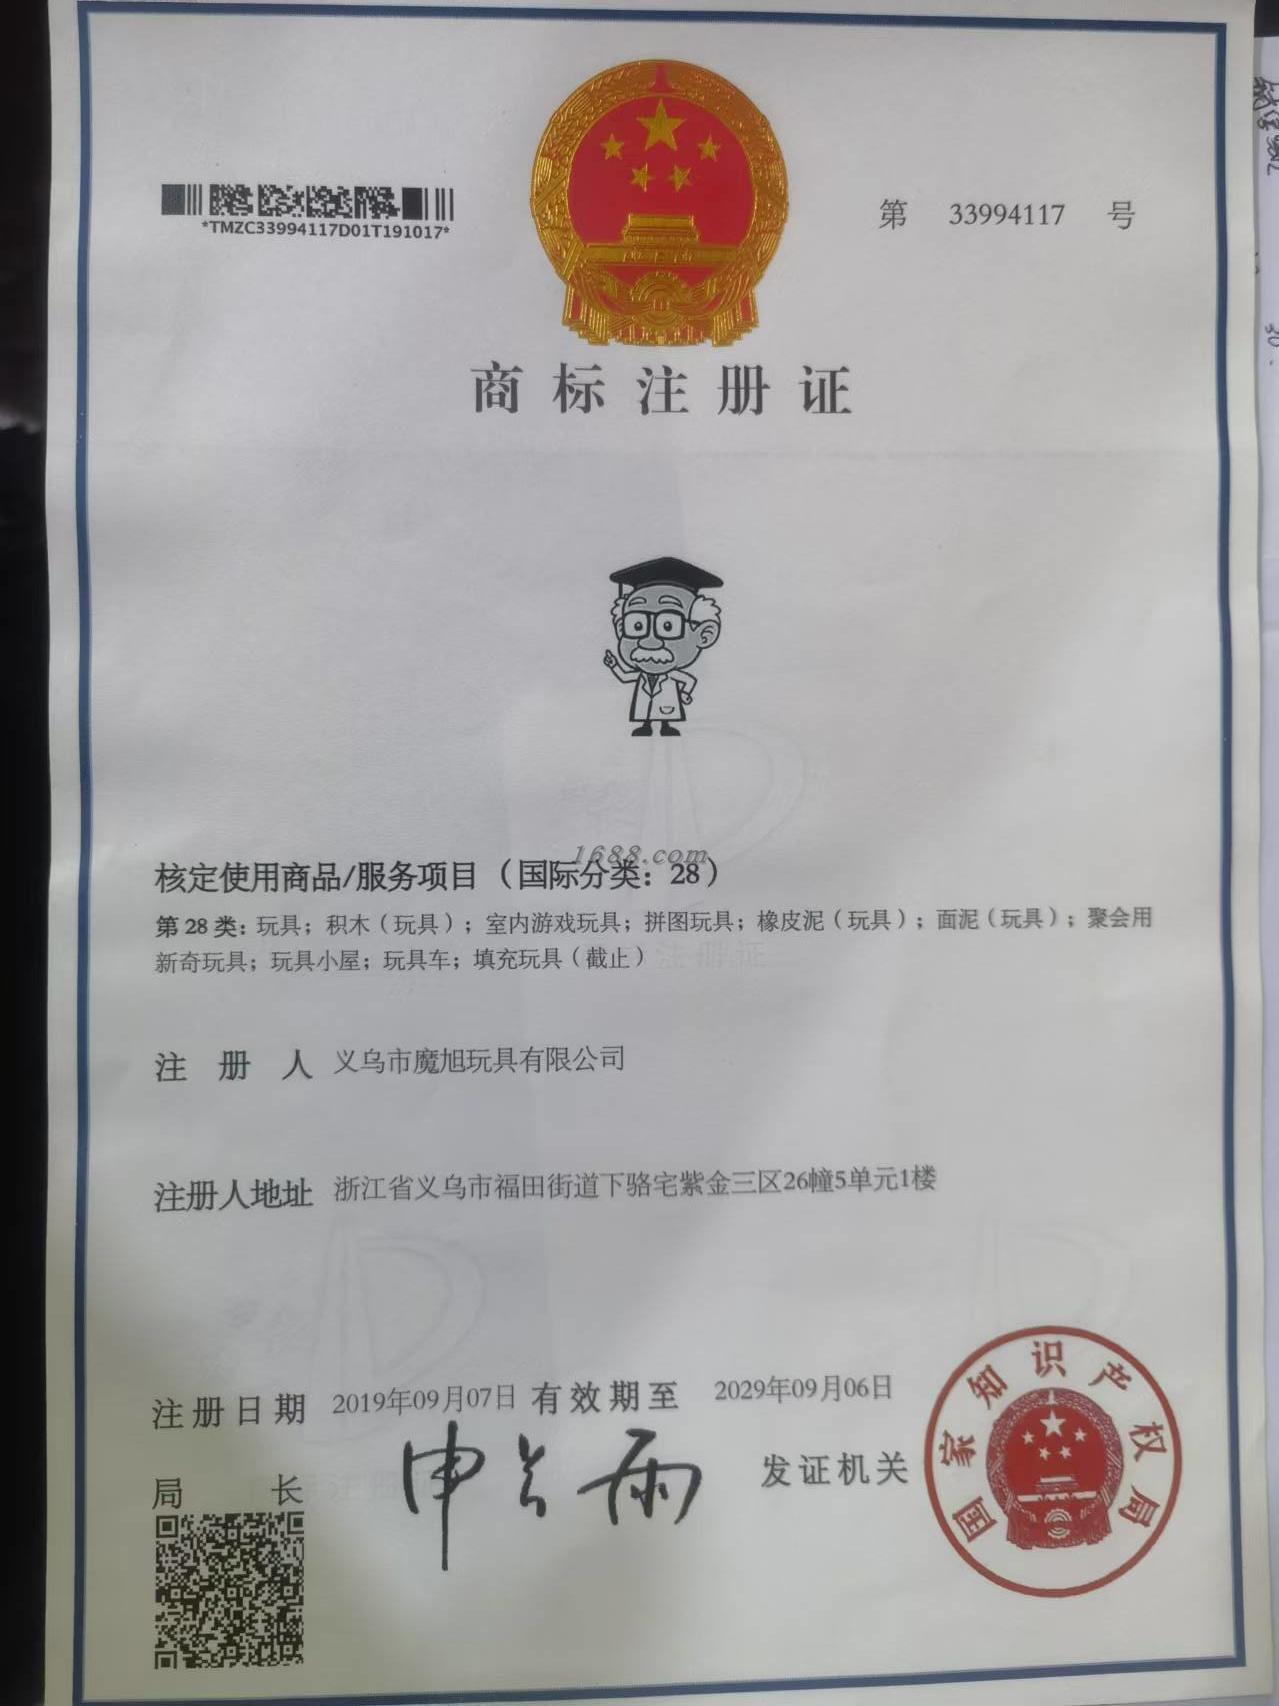 *TMZC33994117D01T191017*
第 33994117 号
商标注册证
1688.com
核定使用商品/服务项目（国际分类：28）
第 28 类：玩具；积木（玩具）；室内游戏玩具；拼图玩具；橡皮泥（玩具）；面泥（玩具）；聚会用
新奇玩具；玩具小屋；玩具车；填充玩具（截止）
注册人 义乌市魔旭玩具有限公司
注册人地址 浙江省义乌市福田街道下骆宅紫金三区26幢5单元1楼
注册日期 2019年09月07日 有效期至 2029年09月06日
局长 申长雨 发证机关
国家知识产权局